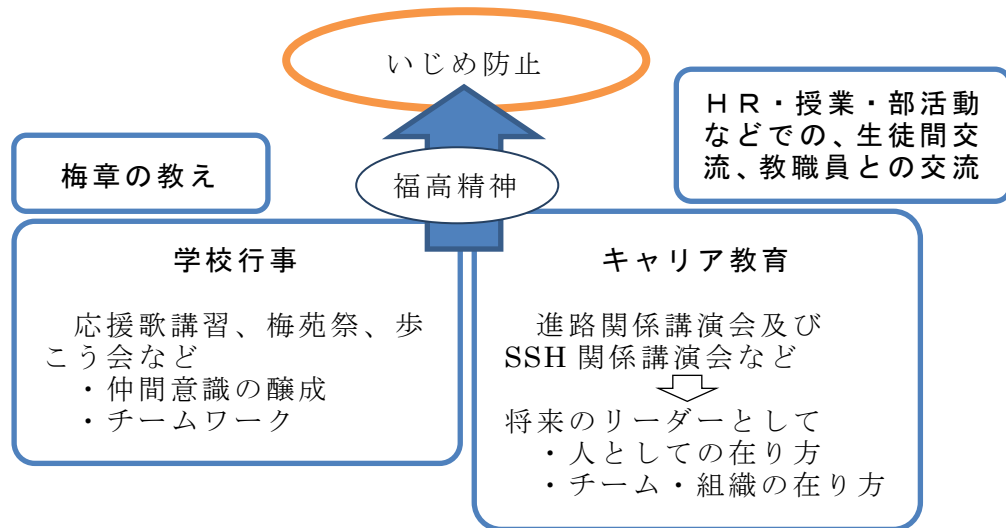 いじめ防止
ＨＲ・授業・部活動
などでの、生徒間交
流、教職員との交流
梅章の教え
福高精神
学校行事
応援歌講習、梅苑祭、歩
こう会など
・仲間意識の醸成
・チームワーク
キャリア教育
進路関係講演会及び
SSH 関係講演会など
将来のリーダーとして
・人としての在り方
・チーム・組織の在り方